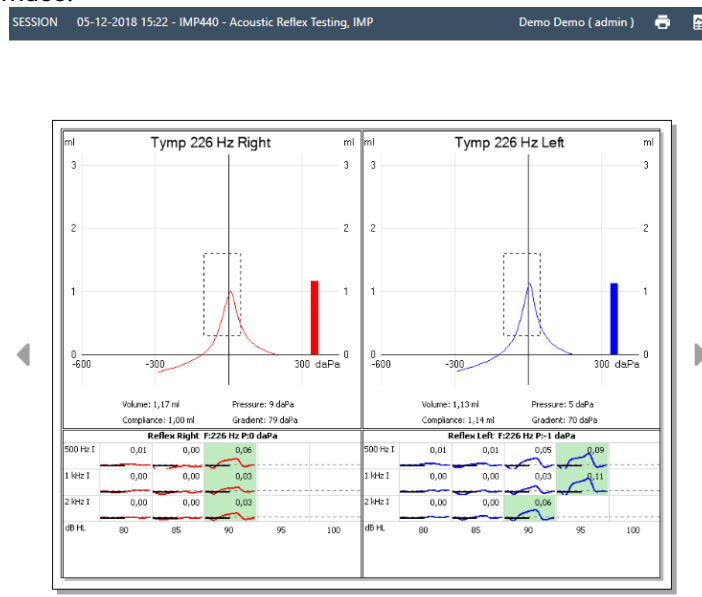 SESSION 05-12-2018 15:22 - IMP440 - Acoustic Reflex Testing, IMP Demo Demo ( admin )
ml Tymp 226 Hz Right ml
3 3
2 2
1 1
0 0
-600 -300 300 daPa
Volume: 1,17 ml Pressure: 9 daPa
Compliance: 1,00 ml Gradient: 79 daPa
ml Tymp 226 Hz Left ml
3 3
2 2
1 1
0 0
-600 -300 300 daPa
Volume: 1,13 ml Pressure: 5 daPa
Compliance: 1,14 ml Gradient: 70 daPa
Reflex Right F:226 Hz P:0 daPa
500 Hz I 0,01 0,00 0,06
1 kHz I 0,00 0,00 0,03
2 kHz I 0,00 0,00 0,03
dB HL 80 85 90 95 100
Reflex Left F:226 Hz P:-1 daPa
500 Hz I 0,01 0,01 0,05 0,09
1 kHz I 0,00 0,00 0,03 0,11
2 kHz I 0,00 0,00 0,06
dB HL 80 85 90 95 100